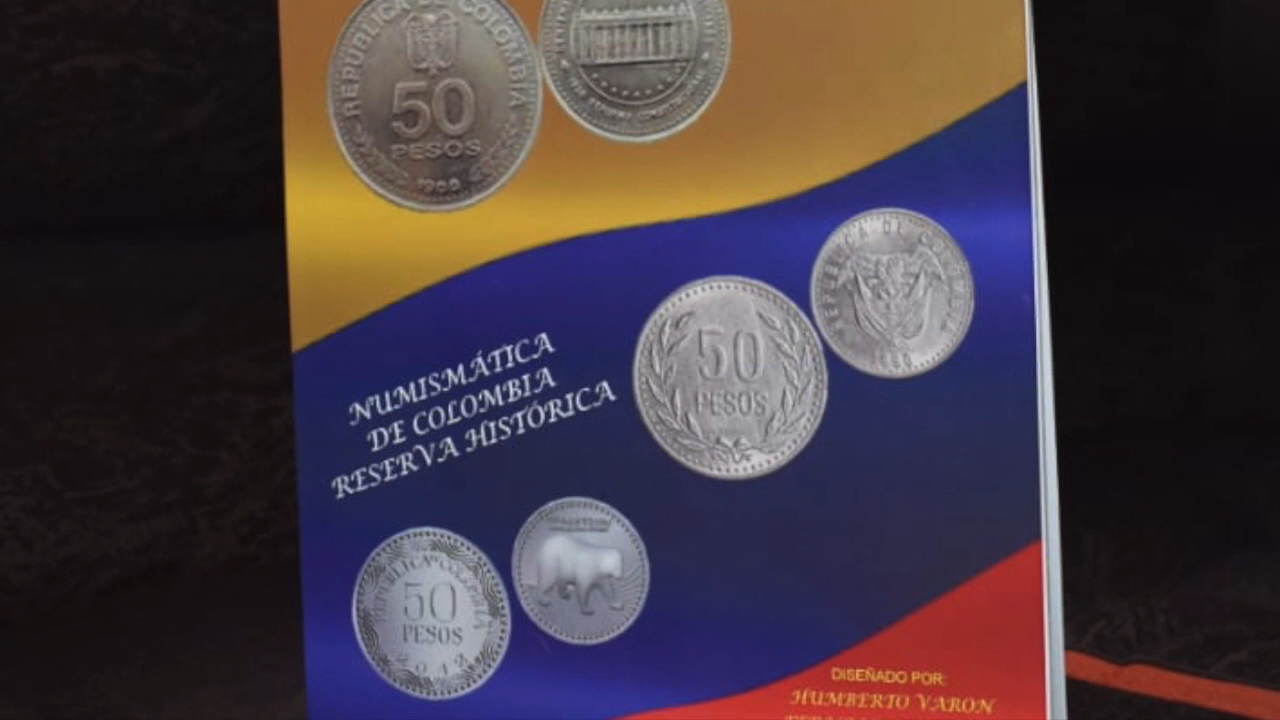 REPUBLICA DE COLOMBIA
50
PESOS
REPUBLICA DE COLOMBIA
50
PESOS
NUMISMÁTICA
DE COLOMBIA
RESERVA HISTÓRICA
REPUBLICA DE COLOMBIA
50
PESOS
2012
DISEÑADO POR:
HUMBERTO VARON